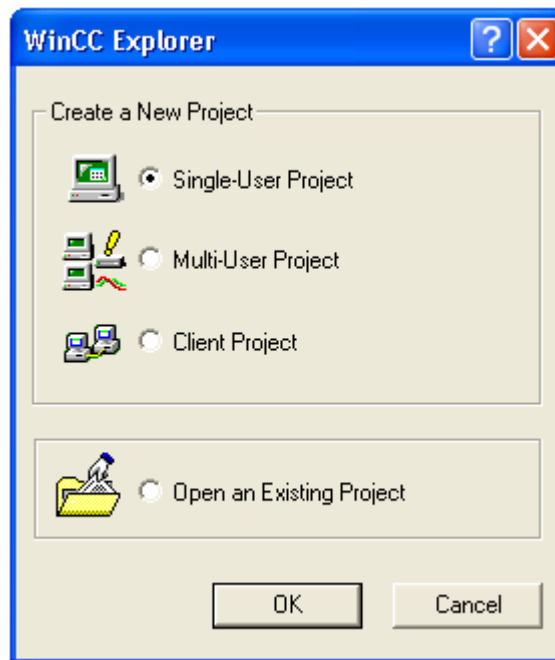 WinCC Explorer
Create a New Project
Single-User Project
Multi-User Project
Client Project
Open an Existing Project
OK
Cancel